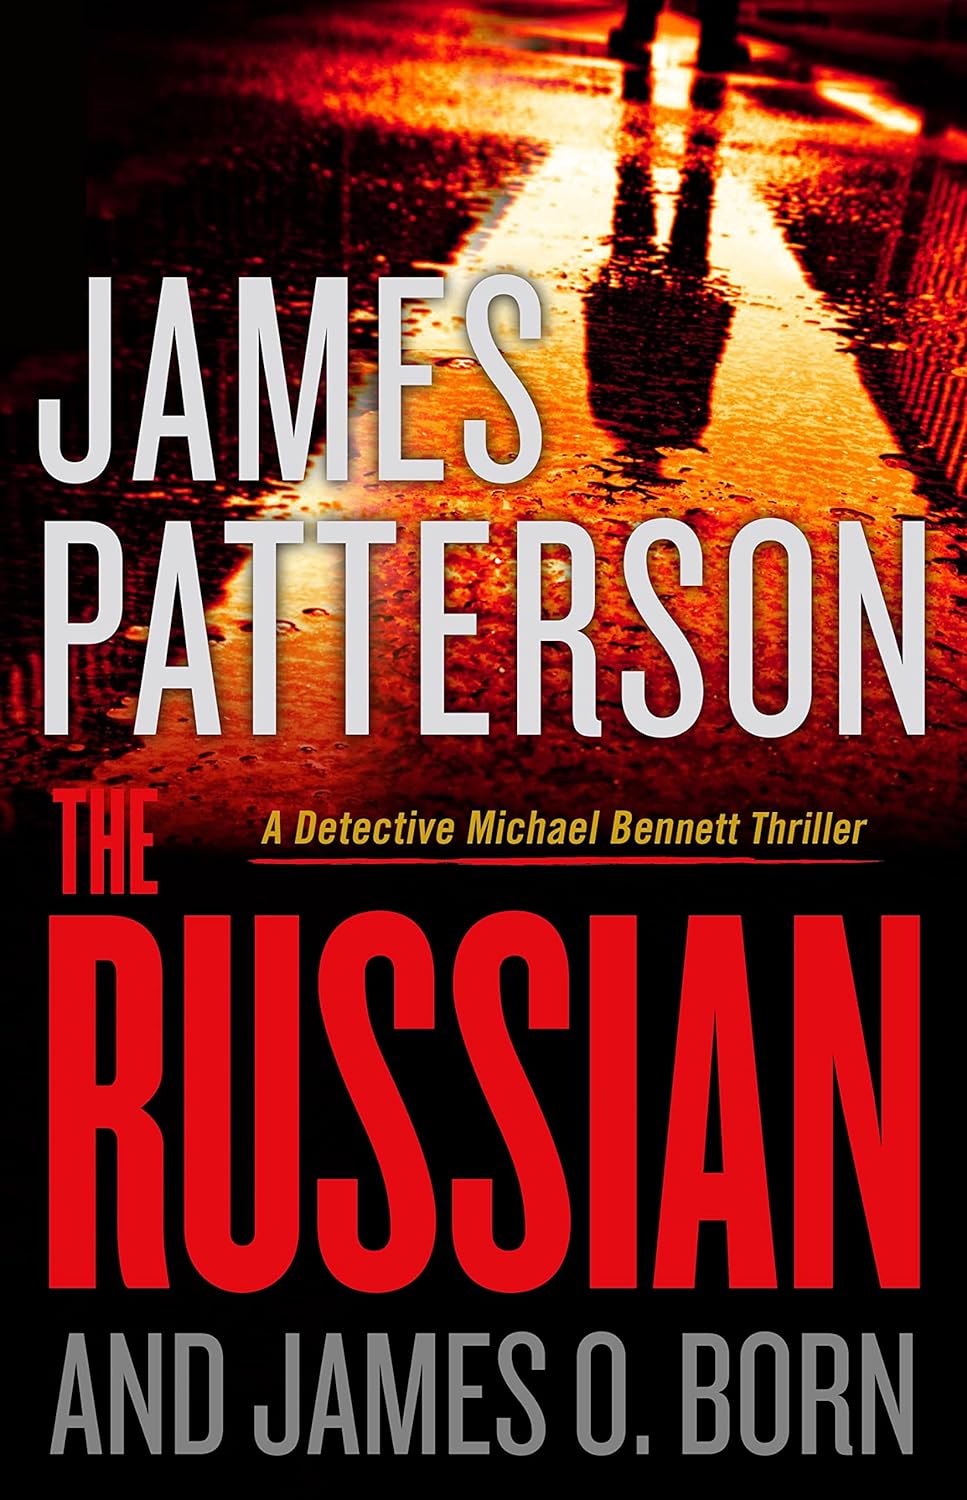 JAMES
PATTERSON
THE
A Detective Michael Bennett Thriller
RUSSIAN
AND JAMES O. BORN